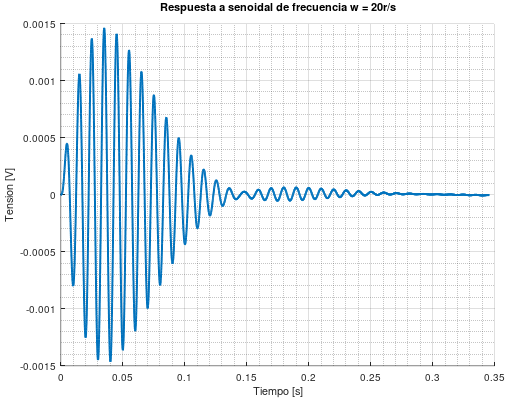 Respuesta a senoidal de frecuencia w = 20r/s
0.0015
0.001
0.0005
0
-0.0005
-0.001
-0.0015
Tension [V]
0 0.05 0.1 0.15 0.2 0.25 0.3 0.35
Tiempo [s]